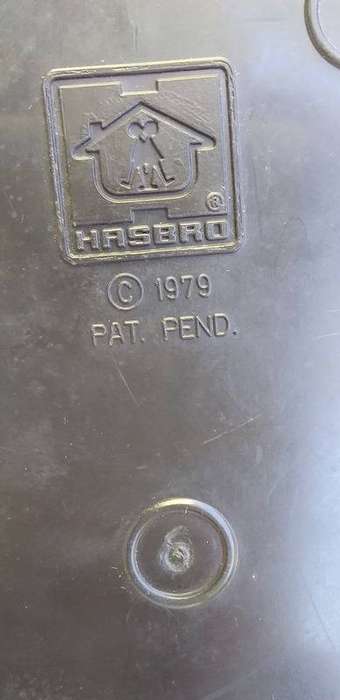 ®
HASBRO
© 1979
PAT. PEND.
6